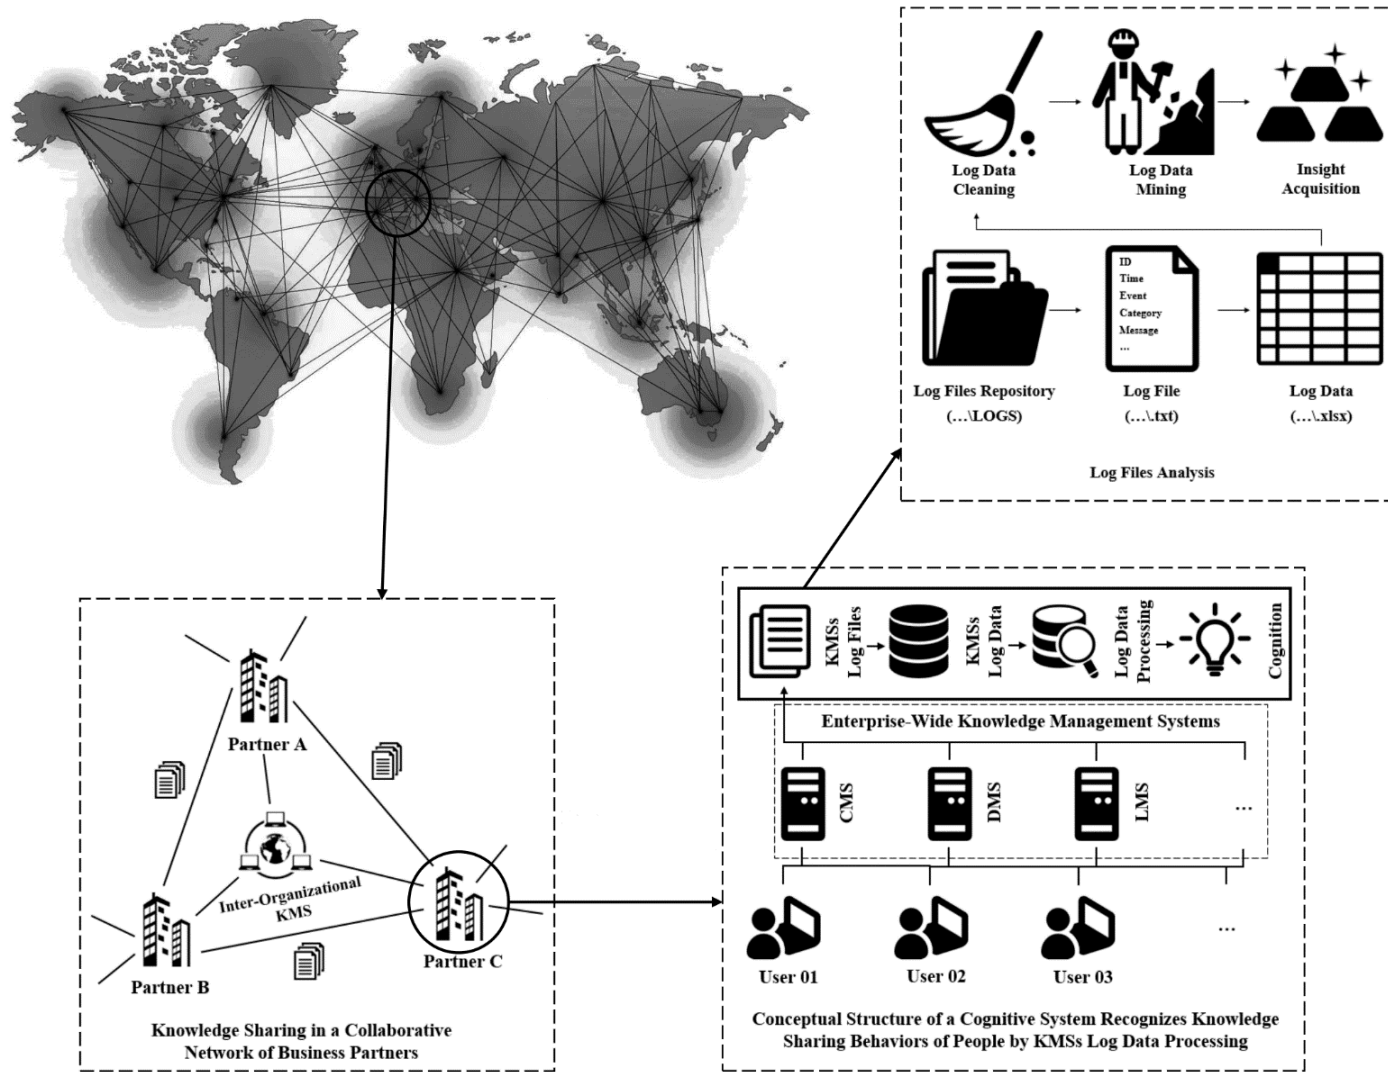 Log Data
Cleaning
Log Data
Mining
Insight
Acquisition
ID
Time
Event
Category
Message
...
Log Files Repository
(...\LOGS)
Log File
(...\.txt)
Log Data
(...\.xlsx)
Log Files Analysis
Partner A
Inter-Organizational
KMS
Partner B
Partner C
Knowledge Sharing in a Collaborative
Network of Business Partners
KMSs
Log Files
KMSs
Log Data
Log Data
Processing
Cognition
Enterprise-Wide Knowledge Management Systems
CMS
DMS
LMS
...
User 01
User 02
User 03
...
Conceptual Structure of a Cognitive System Recognizes Knowledge
Sharing Behaviors of People by KMSs Log Data Processing